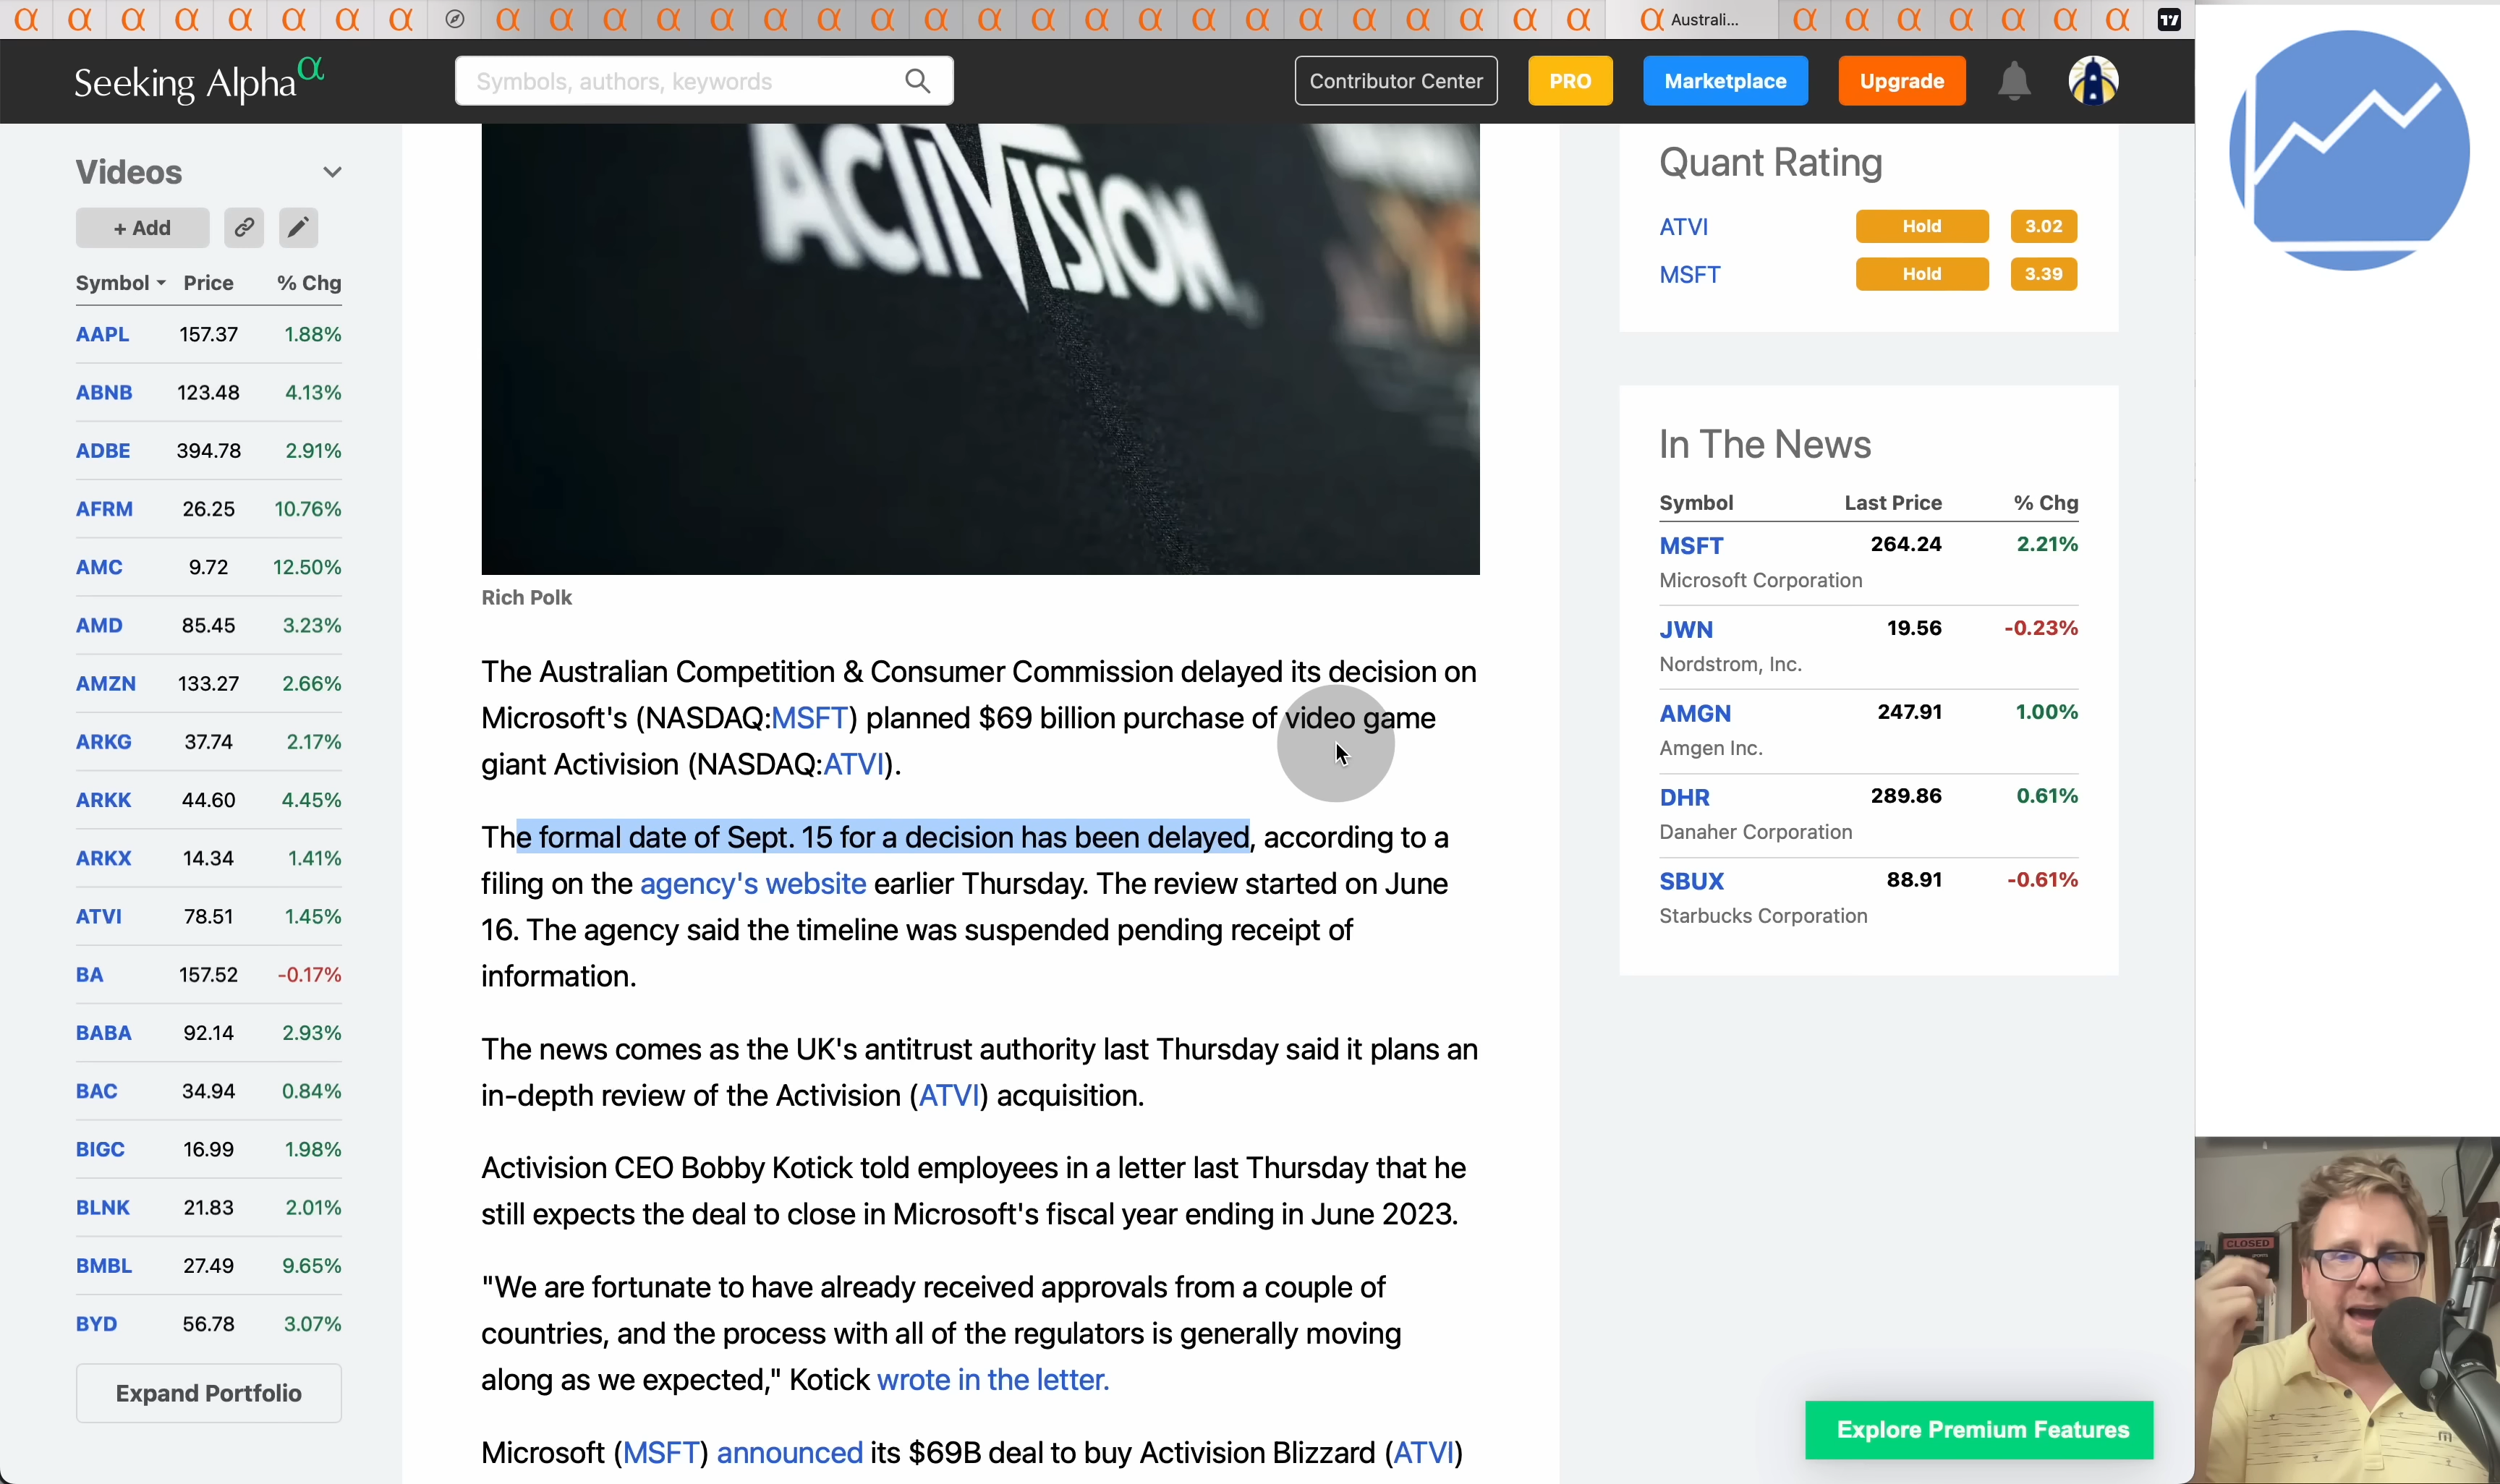 Australi...
Seeking Alpha α
Symbols, authors, keywords
Contributor Center
PRO
Marketplace
Upgrade
Videos
+ Add
Symbol Price % Chg
AAPL 157.37 1.88%
ABNB 123.48 4.13%
ADBE 394.78 2.91%
AFRM 26.25 10.76%
AMC 9.72 12.50%
AMD 85.45 3.23%
AMZN 133.27 2.66%
ARKG 37.74 2.17%
ARKK 44.60 4.45%
ARKX 14.34 1.41%
ATVI 78.51 1.45%
BA 157.52 -0.17%
BABA 92.14 2.93%
BAC 34.94 0.84%
BIGC 16.99 1.98%
BLNK 21.83 2.01%
BMBL 27.49 9.65%
BYD 56.78 3.07%
Expand Portfolio
ACTIVISION
Rich Polk
The Australian Competition & Consumer Commission delayed its decision on
Microsoft's (NASDAQ:MSFT) planned $69 billion purchase of video game
giant Activision (NASDAQ:ATVI).
The formal date of Sept. 15 for a decision has been delayed, according to a
filing on the agency's website earlier Thursday. The review started on June
16. The agency said the timeline was suspended pending receipt of
information.
The news comes as the UK's antitrust authority last Thursday said it plans an
in-depth review of the Activision (ATVI) acquisition.
Activision CEO Bobby Kotick told employees in a letter last Thursday that he
still expects the deal to close in Microsoft's fiscal year ending in June 2023.
"We are fortunate to have already received approvals from a couple of
countries, and the process with all of the regulators is generally moving
along as we expected," Kotick wrote in the letter.
Microsoft (MSFT) announced its $69B deal to buy Activision Blizzard (ATVI)
Quant Rating
ATVI Hold 3.02
MSFT Hold 3.39
In The News
Symbol Last Price % Chg
MSFT 264.24 2.21%
Microsoft Corporation
JWN 19.56 -0.23%
Nordstrom, Inc.
AMGN 247.91 1.00%
Amgen Inc.
DHR 289.86 0.61%
Danaher Corporation
SBUX 88.91 -0.61%
Starbucks Corporation
Explore Premium Features
CLOSED